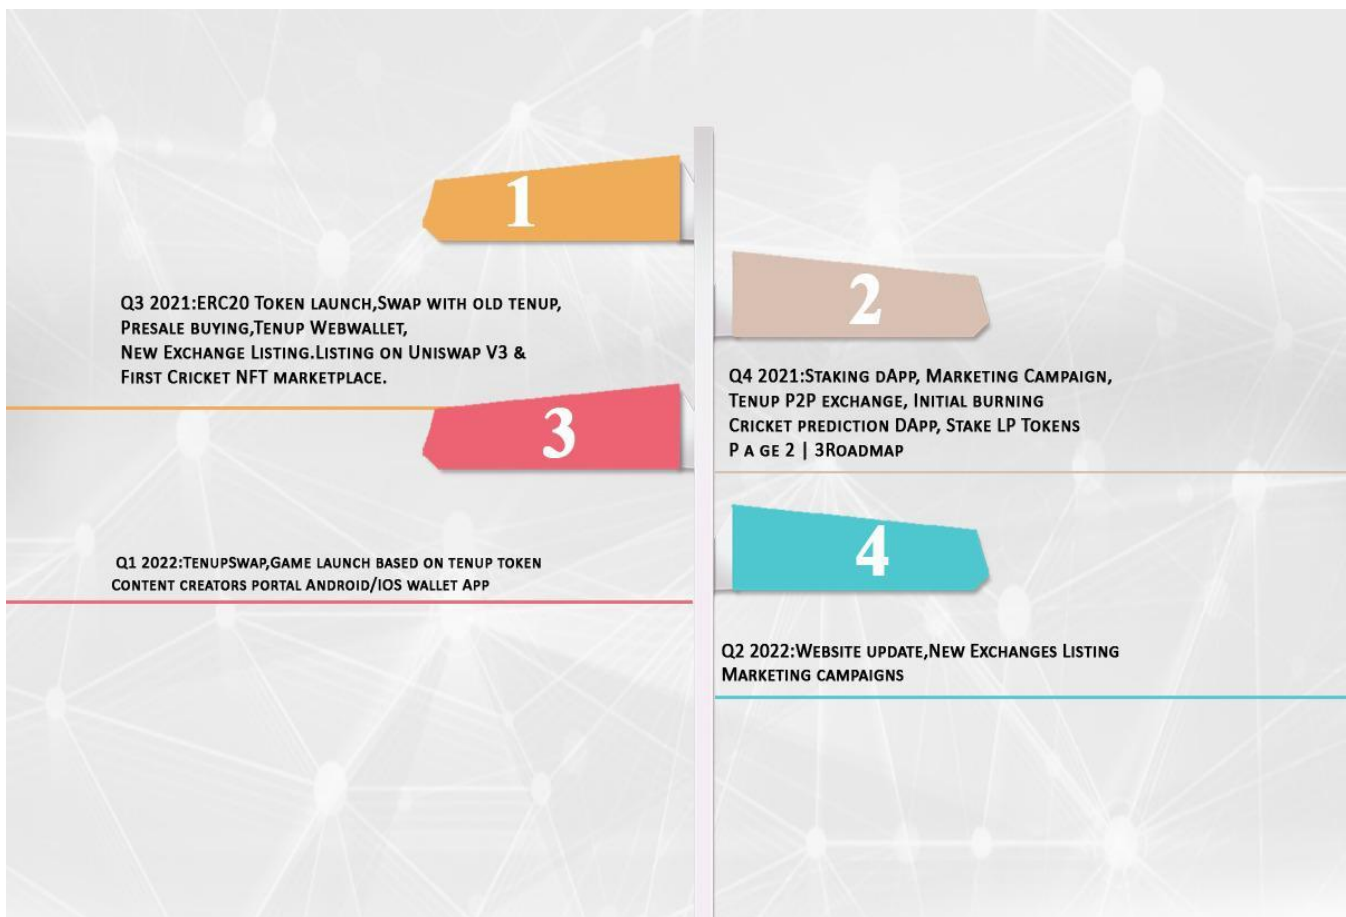 1
Q3 2021:ERC20 Token launch,Swap with old tenup,
Presale buying,Tenup Webwallet,
New Exchange Listing.Listing on Uniswap V3 &
First Cricket NFT marketplace.
2
Q4 2021:Staking dApp, Marketing Campaign,
Tenup P2P exchange, Initial burning
Cricket prediction DApp, Stake LP Tokens
P a ge 2 | 3Roadmap
3
Q1 2022:TenupSwap,Game launch based on tenup token
Content creators portal Android/IOS wallet App
4
Q2 2022:Website update,New Exchanges Listing
Marketing campaigns